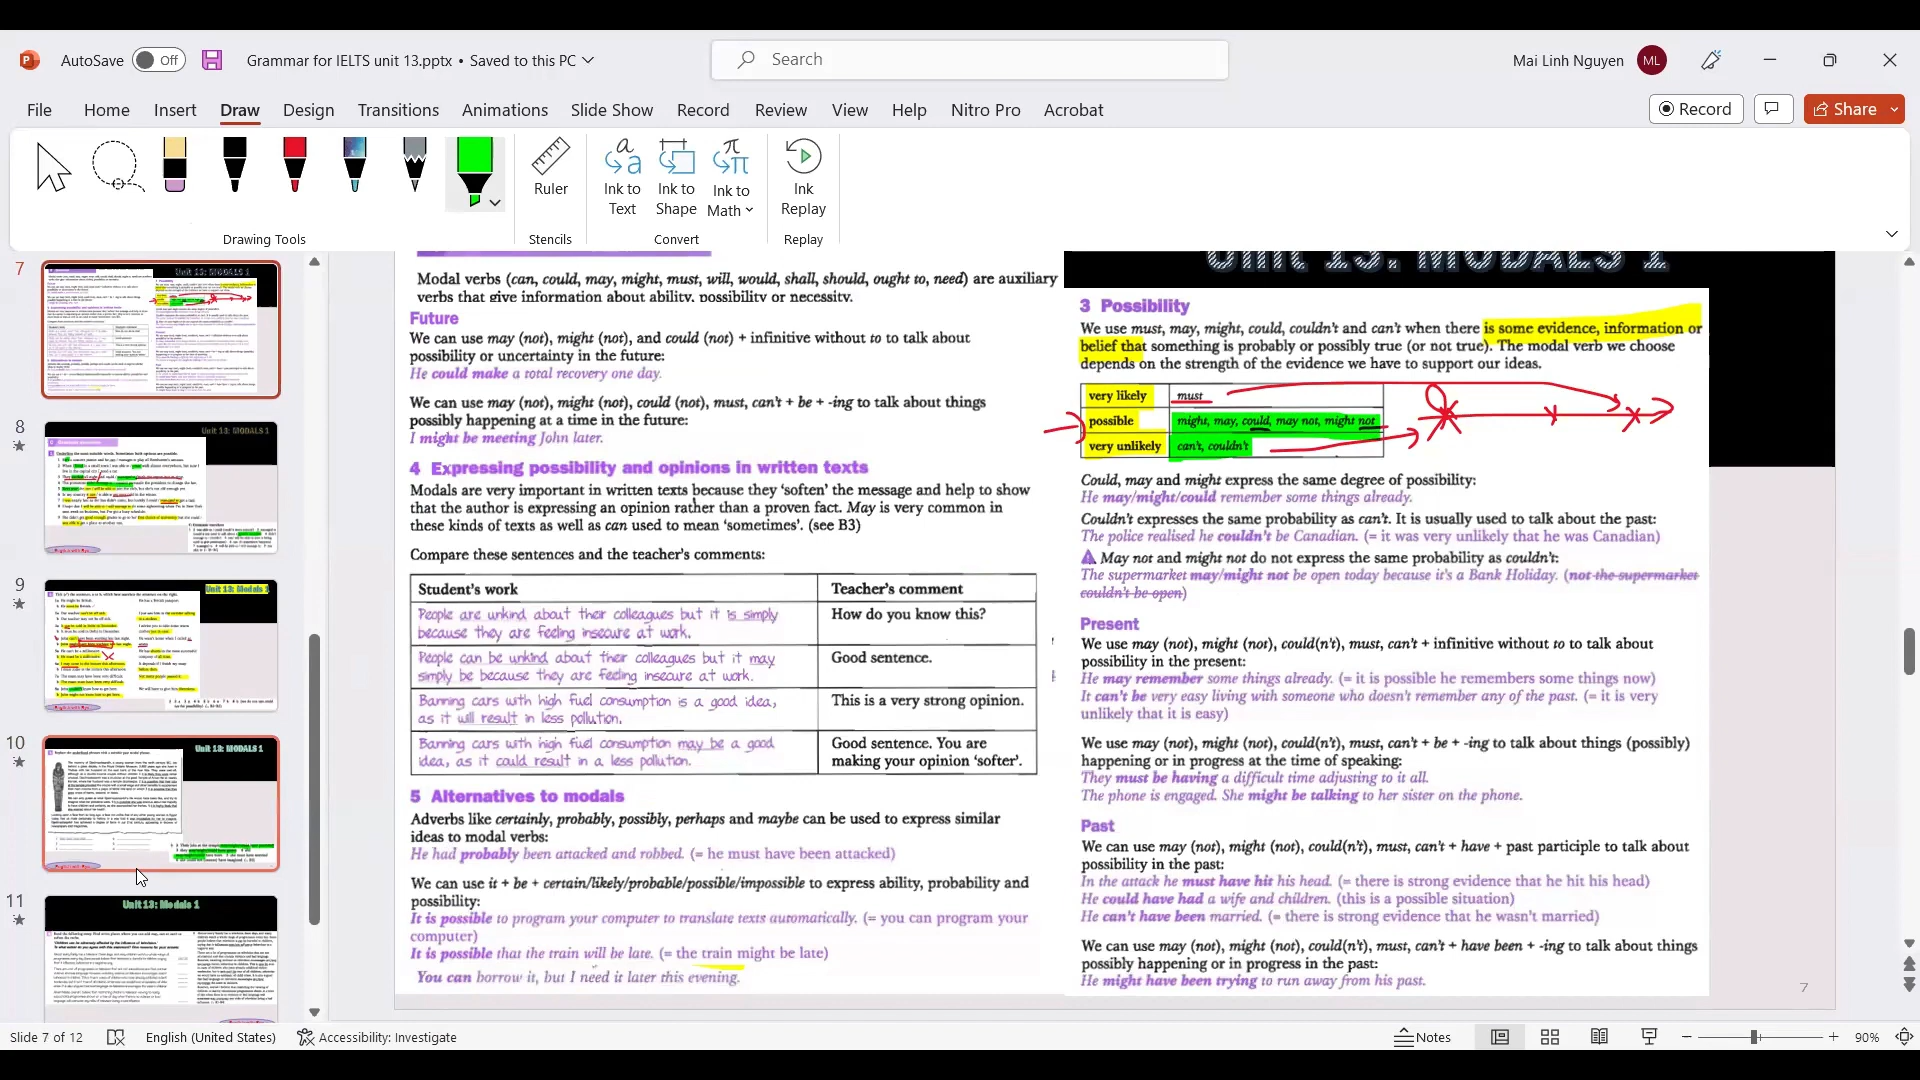 AutoSave Off Grammar for IELTS unit 13.pptx • Saved to this PC Search Mai Linh Nguyen ML
File Home Insert Draw Design Transitions Animations Slide Show Record Review View Help Nitro Pro Acrobat Record Share
Ruler
Ink to Text
Ink to Shape
Ink to Math
Ink Replay
Drawing Tools Stencils Convert Replay
7
8
9
10
11
Unit 13: MODALS 1
Unit 13: MODALS 1
Unit 13: Modals 1
Unit 13: MODALS 1
Unit 13: Modals 1
Modal verbs (can, could, may, might, must, will, would, shall, should, ought to, need) are auxiliary
verbs that give information about ability, possibility or necessity.
Future
We can use may (not), might (not), and could (not) + infinitive without to to talk about
possibility or uncertainty in the future:
He could make a total recovery one day.
We can use may (not), might (not), could (not), must, can't + be + -ing to talk about things
possibly happening at a time in the future:
I might be meeting John later.
4 Expressing possibility and opinions in written texts
Modals are very important in written texts because they 'soften' the message and help to show
that the author is expressing an opinion rather than a proven fact. May is very common in
these kinds of texts as well as can used to mean 'sometimes'. (see B3)
Compare these sentences and the teacher's comments:
Student's work Teacher's comment
People are unkind about their colleagues but it is simply How do you know this?
because they are feeling insecure at work.
People can be unkind about their colleagues but it may Good sentence.
simply be because they are feeling insecure at work.
Banning cars with high fuel consumption is a good idea, This is a very strong opinion.
as it will result in less pollution.
Banning cars with high fuel consumption may be a good Good sentence. You are
idea, as it could result in a less pollution. making your opinion 'softer'.
5 Alternatives to modals
Adverbs like certainly, probably, possibly, perhaps and maybe can be used to express similar
ideas to modal verbs:
He had probably been attacked and robbed. (= he must have been attacked)
We can use it + be + certain/likely/probable/possible/impossible to express ability, probability and
possibility:
It is possible to program your computer to translate texts automatically. (= you can program your
computer)
It is possible that the train will be late. (= the train might be late)
You can borrow it, but I need it later this evening.
Unit 13: MODALS 1
3 Possibility
We use must, may, might, could, couldn't and can't when there is some evidence, information or
belief that something is probably or possibly true (or not true). The modal verb we choose
depends on the strength of the evidence we have to support our ideas.
very likely must
possible might, may, could, may not, might not
very unlikely can't, couldn't
Could, may and might express the same degree of possibility:
He may/might/could remember some things already.
Couldn't expresses the same probability as can't. It is usually used to talk about the past:
The police realised he couldn't be Canadian. (= it was very unlikely that he was Canadian)
May not and might not do not express the same probability as couldn't:
The supermarket may/might not be open today because it's a Bank Holiday. (not the supermarket
couldn't be open)
Present
We use may (not), might (not), could(n't), must, can't + infinitive without to to talk about
possibility in the present:
He may remember some things already. (= it is possible he remembers some things now)
It can't be very easy living with someone who doesn't remember any of the past. (= it is very
unlikely that it is easy)
We use may (not), might (not), could(n't), must, can't + be + -ing to talk about things (possibly)
happening or in progress at the time of speaking:
They must be having a difficult time adjusting to it all.
The phone is engaged. She might be talking to her sister on the phone.
Past
We can use may (not), might (not), could(n't), must, can't + have + past participle to talk about
possibility in the past:
In the attack he must have hit his head. (= there is strong evidence that he hit his head)
He could have had a wife and children. (this is a possible situation)
He can't have been married. (= there is strong evidence that he wasn't married)
We can use may (not), might (not), could(n't), must, can't + have been + -ing to talk about things
possibly happening or in progress in the past:
He might have been trying to run away from his past.
7
Slide 7 of 12 English (United States) Accessibility: Investigate Notes 90%